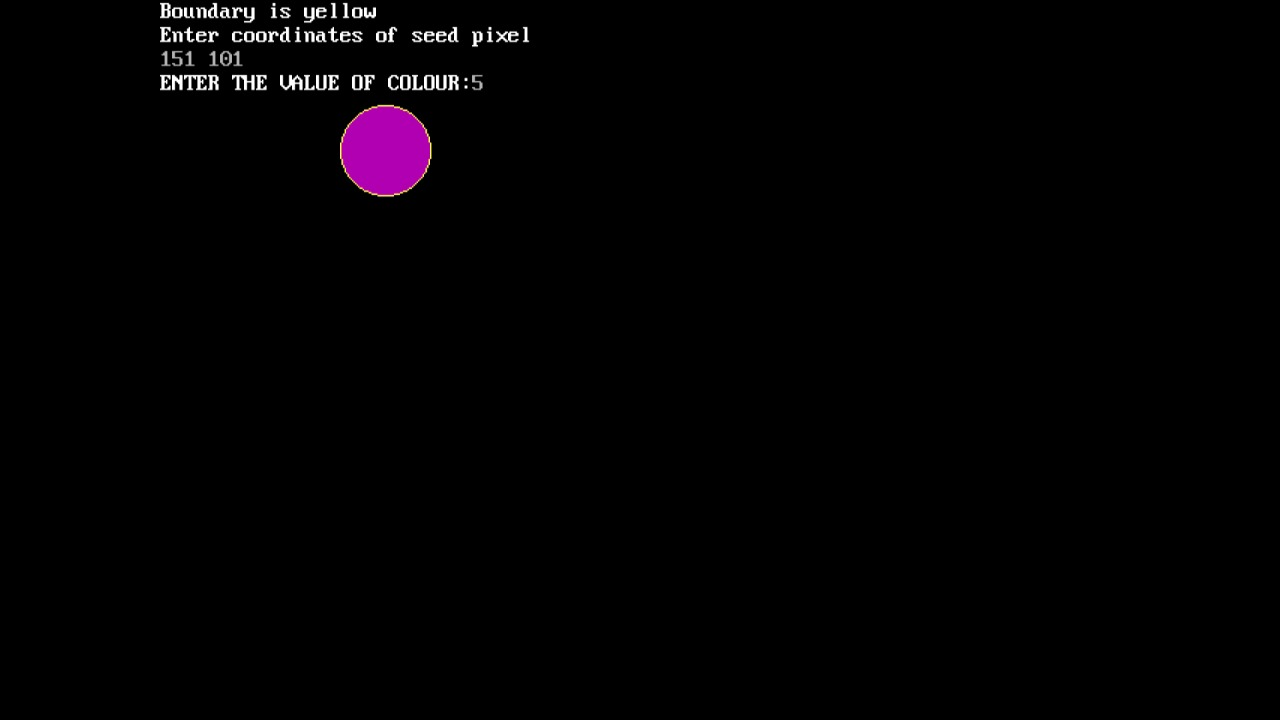 Boundary is yellow
Enter coordinates of seed pixel
151 101
ENTER THE VALUE OF COLOUR:5